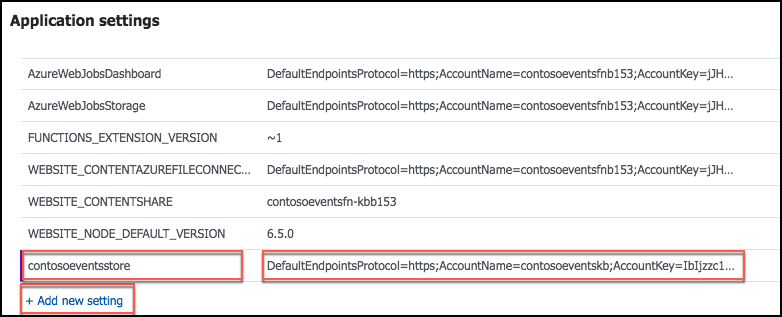 Application settings
AzureWebJobsDashboard DefaultEndpointsProtocol=https;AccountName=contosoeventsfnb153;AccountKey=jJH...
AzureWebJobsStorage DefaultEndpointsProtocol=https;AccountName=contosoeventsfnb153;AccountKey=jJH...
FUNCTIONS_EXTENSION_VERSION ~1
WEBSITE_CONTENTAZUREFILECONNEC... DefaultEndpointsProtocol=https;AccountName=contosoeventsfnb153;AccountKey=jJH...
WEBSITE_CONTENTSHARE contosoeventsfn-kbb153
WEBSITE_NODE_DEFAULT_VERSION 6.5.0
contosoeventsstore DefaultEndpointsProtocol=https;AccountName=contosoeventskb;AccountKey=IbIjzzc1...
+ Add new setting